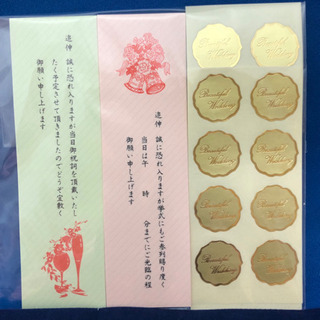 追伸　誠に恐れ入りますが当日御祝詞を頂戴いたし
たく予定させて頂きましたのでどうぞ宜敷く
御願い申し上げます
追伸　誠に恐れ入りますが挙式にもご参列賜り度く
当日は午　　時　　分までにご光臨の程
御願い申し上げます
Beautiful
Wedding
Beautiful
Wedding
Beautiful
Wedding
Beautiful
Wedding
Beautiful
Wedding
Beautiful
Wedding
Beautiful
Wedding
Beautiful
Wedding
Beautiful
Wedding
Beautiful
Wedding